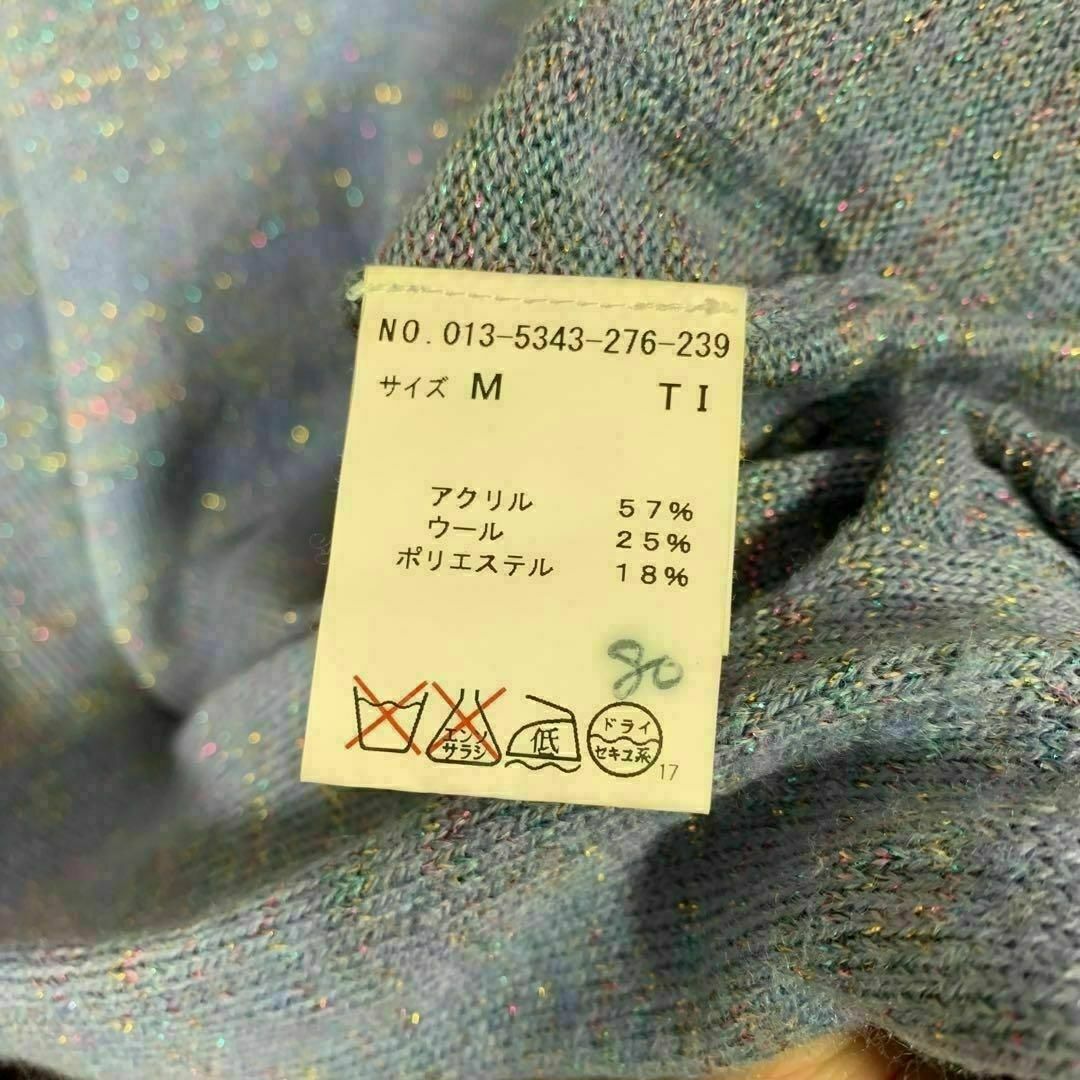 NO. 013-5343-276-239
サイズ M TI
アクリル 57%
ウール 25%
ポリエステル 18%
80
エンソ
サラシ
低
ドライ
セキユ系
17